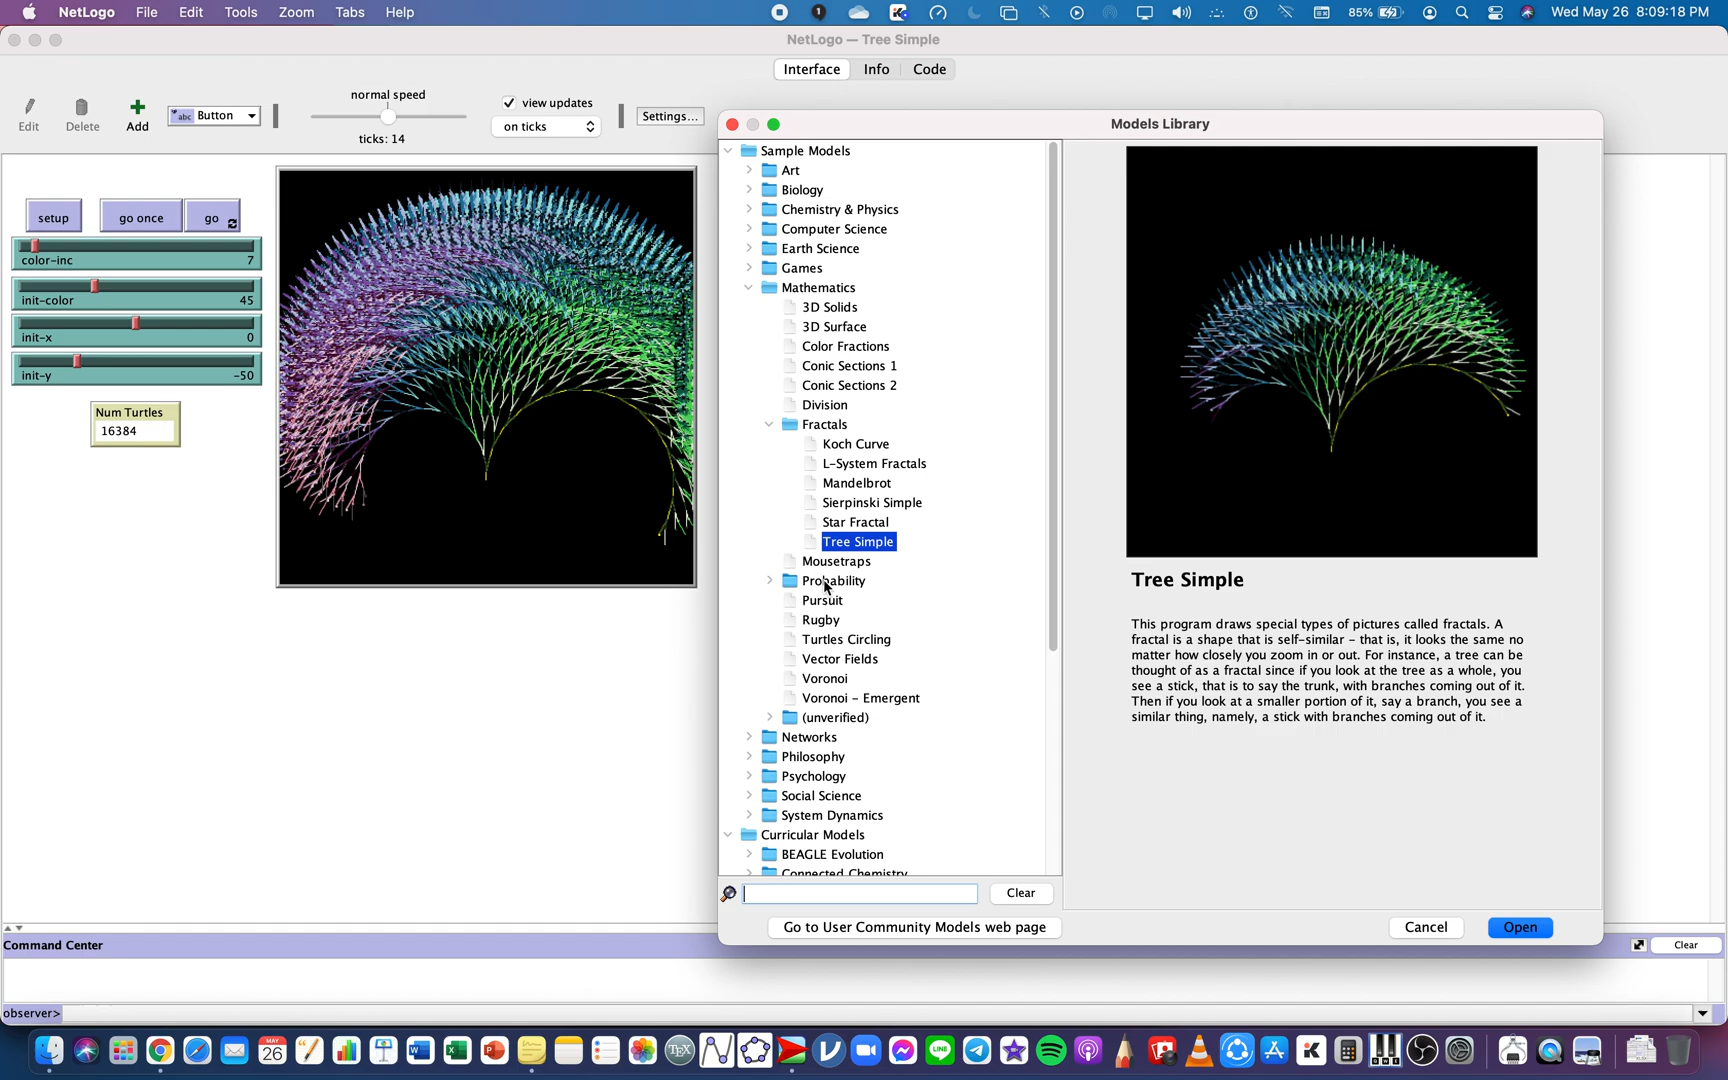 NetLogo File Edit Tools Zoom Tabs Help 85% Wed May 26 8:09:18 PM
NetLogo — Tree Simple
Interface Info Code
Edit Delete Add abc Button normal speed ticks: 14 view updates on ticks Settings...
Models Library
setup go once go
color-inc 7
init-color 45
init-x 0
init-y -50
Num Turtles
16384
Sample Models
Art
Biology
Chemistry & Physics
Computer Science
Earth Science
Games
Mathematics
3D Solids
3D Surface
Color Fractions
Conic Sections 1
Conic Sections 2
Division
Fractals
Koch Curve
L-System Fractals
Mandelbrot
Sierpinski Simple
Star Fractal
Tree Simple
Mousetraps
Probability
Pursuit
Rugby
Turtles Circling
Vector Fields
Voronoi
Voronoi - Emergent
(unverified)
Networks
Philosophy
Psychology
Social Science
System Dynamics
Curricular Models
BEAGLE Evolution
Connected Chemistry
Clear
Go to User Community Models web page
Tree Simple
This program draws special types of pictures called fractals. A
fractal is a shape that is self-similar - that is, it looks the same no
matter how closely you zoom in or out. For instance, a tree can be
thought of as a fractal since if you look at the tree as a whole, you
see a stick, that is to say the trunk, with branches coming out of it.
Then if you look at a smaller portion of it, say a branch, you see a
similar thing, namely, a stick with branches coming out of it.
Cancel Open
Command Center Clear
observer>
MAY
26
TEX
LINE